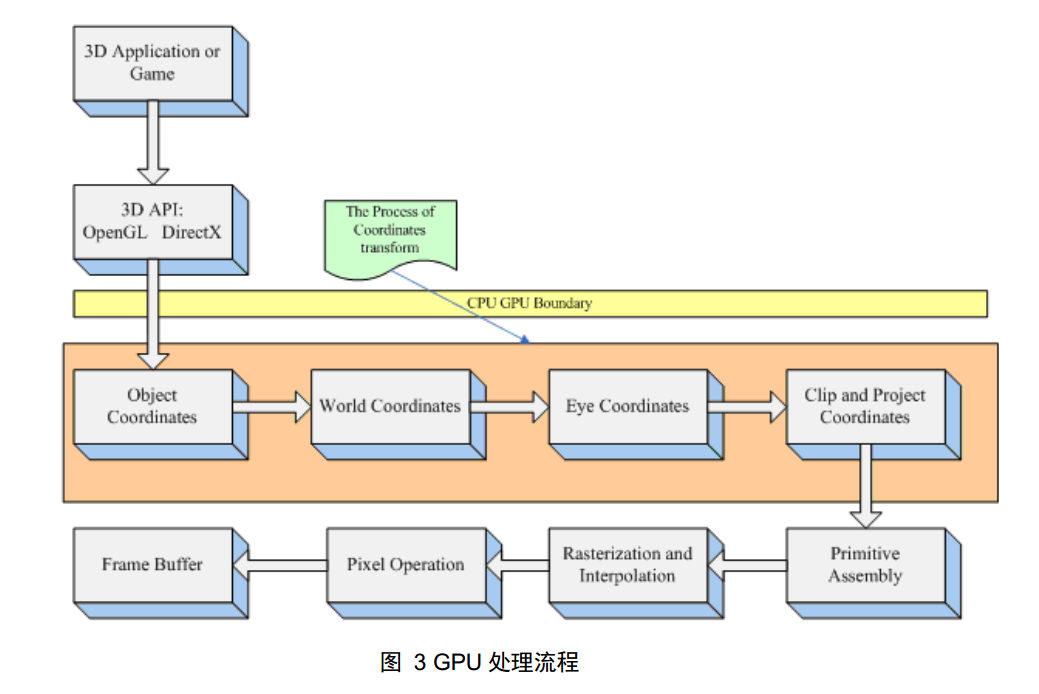 3D Application or
Game
3D API:
OpenGL DirectX
The Process of
Coordinates
transform
CPU GPU Boundary
Object
Coordinates
World Coordinates
Eye Coordinates
Clip and Project
Coordinates
Frame Buffer
Pixel Operation
Rasterization and
Interpolation
Primitive
Assembly
图 3 GPU 处理流程